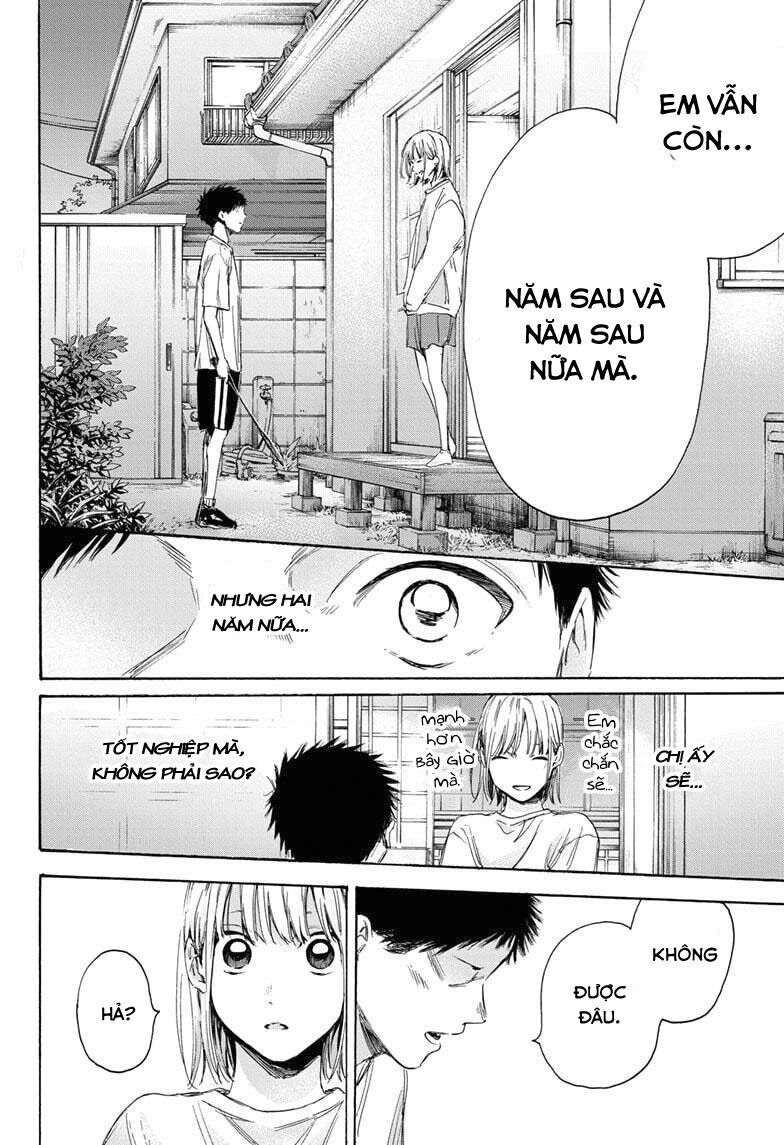 EM VẪN
CÒN...
NĂM SAU VÀ
NĂM SAU
NỮA MÀ.
NHƯNG HAI
NĂM NỮA...
CHỊ ẤY
SẼ...
Em
chắc
chắn
sẽ...
mạnh
hơn
Bây giờ
mà.
TỐT NGHIỆP MÀ,
KHÔNG PHẢI SAO?
KHÔNG
ĐƯỢC
ĐÂU.
HẢ?